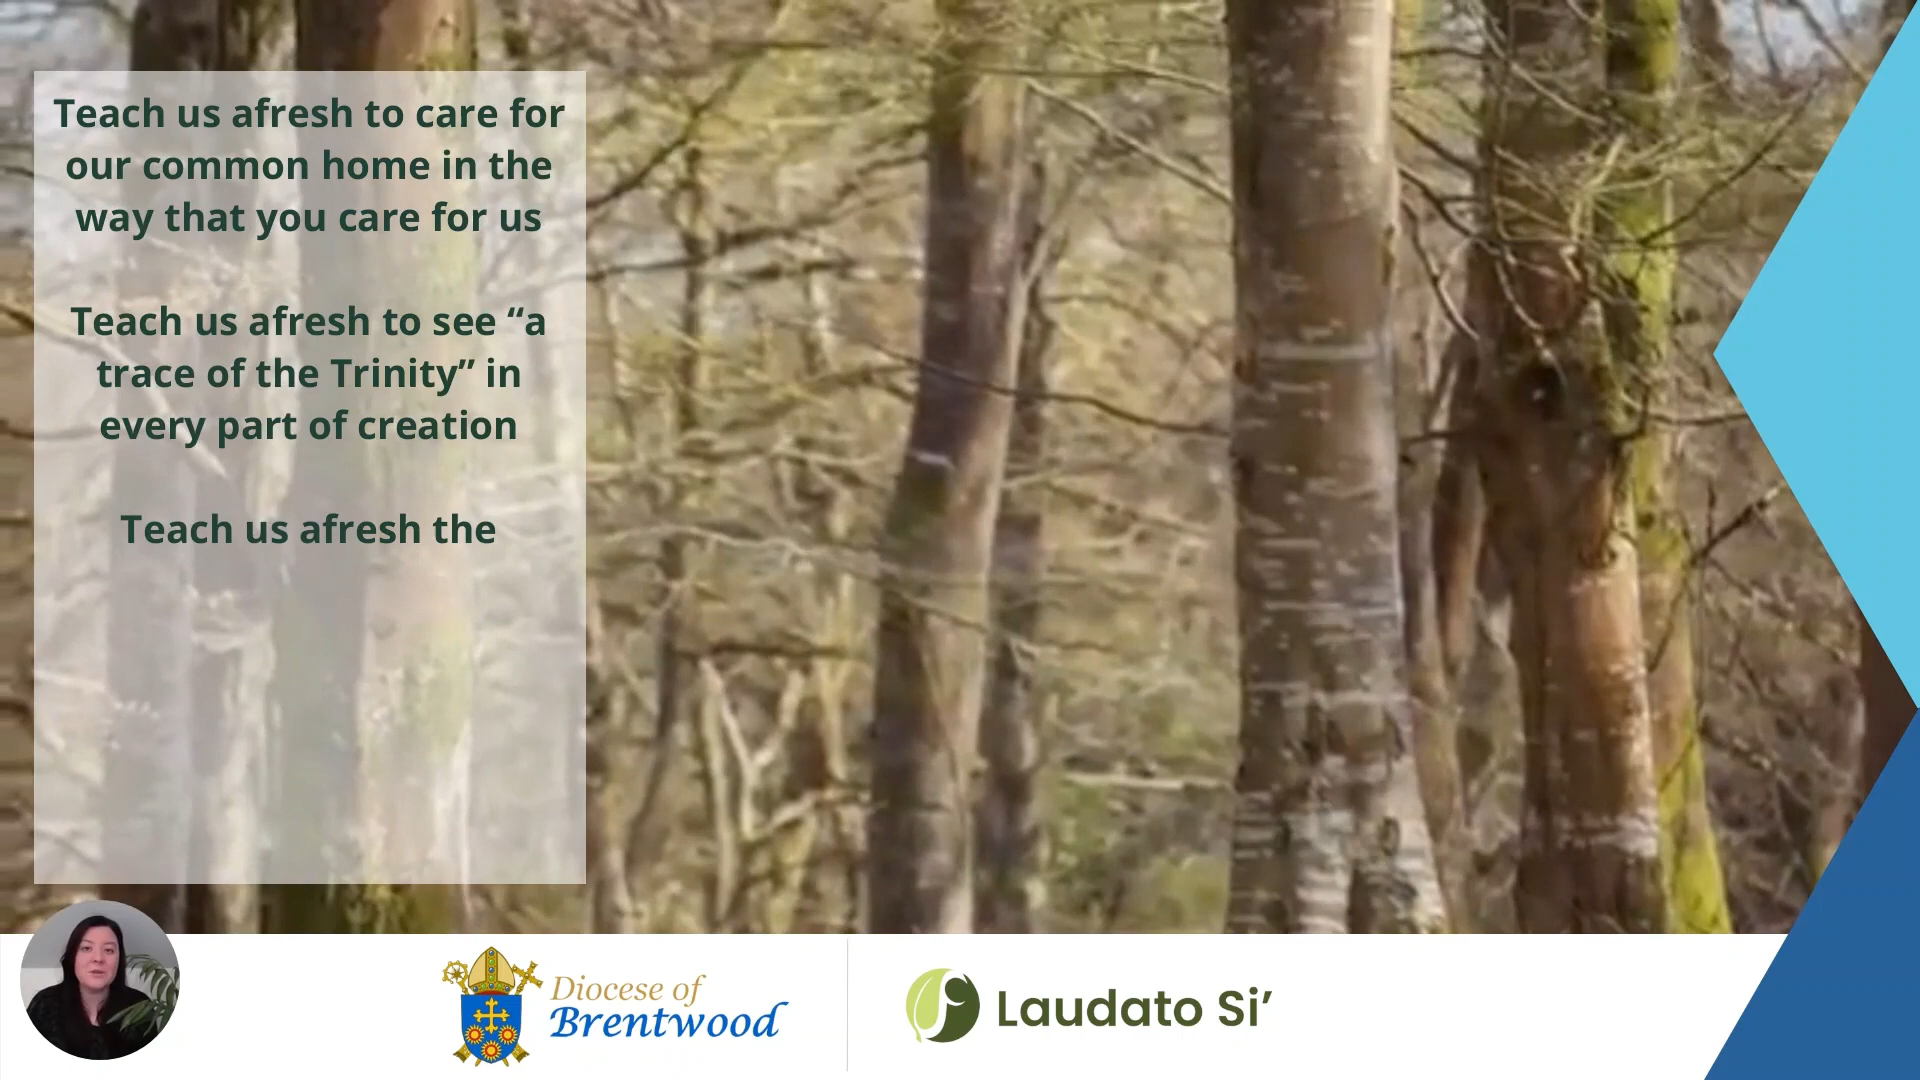 Teach us afresh to care for
our common home in the
way that you care for us
Teach us afresh to see “a
trace of the Trinity” in
every part of creation
Teach us afresh the
Diocese of
Brentwood
Laudato Si’